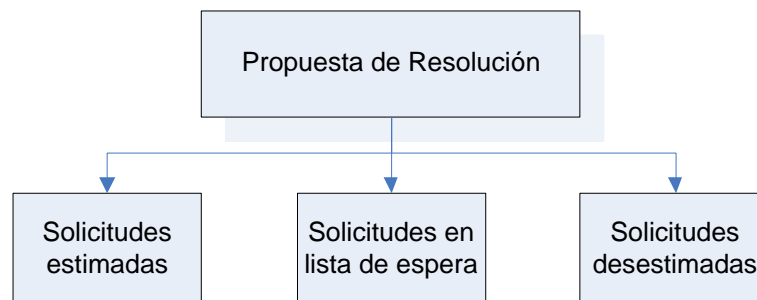 Propuesta de Resolución
Solicitudes
estimadas
Solicitudes en
lista de espera
Solicitudes
desestimadas